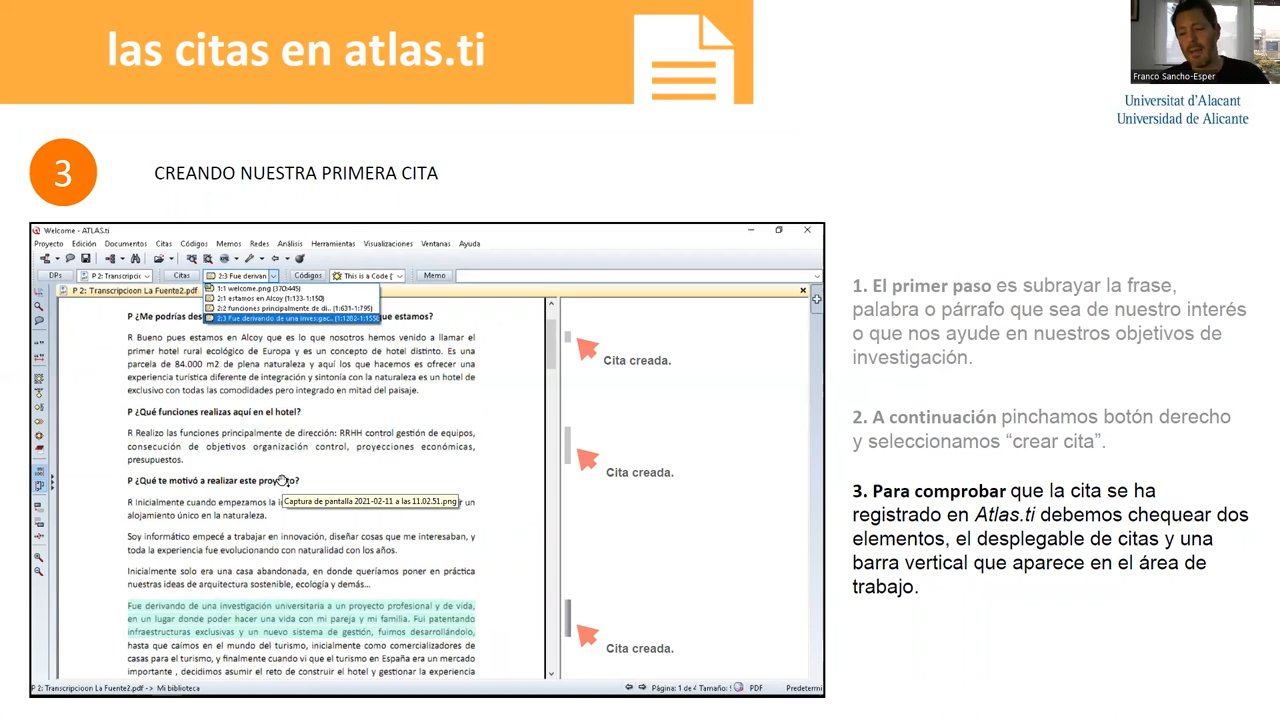 las citas en atlas.ti
Franco Sancho-Esper
Universitat d'Alacant
Universidad de Alicante
3
CREANDO NUESTRA PRIMERA CITA
Welcome - ATLAS.ti
Proyecto Edición Documentos Citas Códigos Memos Redes Análisis Herramientas Visualizaciones Ventanas Ayuda
DPs P 2: Transcripcic Citas 2:3 Fue derivan Códigos This is a Code { Memo
P 2: Transcripcioon La Fuente2.pdf
1:1 welcome.png (370:445)
2:1 estamos en Alcoy (1:133-1:150)
2:2 funciones principalmente de di.. (1:631-1:795)
2:3 Fue derivando de una investigac..
P ¿Me podrías des que estamos?
R Bueno pues estamos en Alcoy que es lo que nosotros hemos venido a llamar el
primer hotel rural ecológico de Europa y es un concepto de hotel distinto. Es una
parcela de 84.000 m2 de plena naturaleza y aquí los que hacemos es ofrecer una
experiencia turística diferente de integración y sintonía con la naturaleza es un hotel de
exclusivo con todas las comodidades pero integrado en mitad del paisaje.
P ¿Qué funciones realizas aquí en el hotel?
R Realizo las funciones principalmente de dirección: RRHH control gestión de equipos,
consecución de objetivos organización control, proyecciones económicas,
presupuestos.
P ¿Qué te motivó a realizar este proyecto?
R Inicialmente cuando empezamos la i r un
Captura de pantalla 2021-02-11 a las 11.02.51.png
alojamiento único en la naturaleza.
Soy informático empecé a trabajar en innovación, diseñar cosas que me interesaban, y
toda la experiencia fue evolucionando con naturalidad con los años.
Inicialmente solo era una casa abandonada, en donde queríamos poner en práctica
nuestras ideas de arquitectura sostenible, ecología y demás...
Fue derivando de una investigación universitaria a un proyecto profesional y de vida,
en un lugar donde poder hacer una vida con mi pareja y mi familia. Fui patentando
infraestructuras exclusivas y un nuevo sistema de gestión, fuimos desarrollándolo,
hasta que caímos en el mundo del turismo, inicialmente como comercializadores de
casas para el turismo, y finalmente cuando vi que el turismo en España era un mercado
importante , decidimos asumir el reto de construir el hotel y gestionar la experiencia
Cita creada.
Cita creada.
Cita creada.
P 2: Transcripcioon La Fuente2.pdf -> Mi biblioteca
Página: 1 de 4 Tamaño: PDF Predetermi
1. El primer paso es subrayar la frase,
palabra o párrafo que sea de nuestro interés
o que nos ayude en nuestros objetivos de
investigación.
2. A continuación pinchamos botón derecho
y seleccionamos “crear cita”.
3. Para comprobar que la cita se ha
registrado en Atlas.ti debemos chequear dos
elementos, el desplegable de citas y una
barra vertical que aparece en el área de
trabajo.